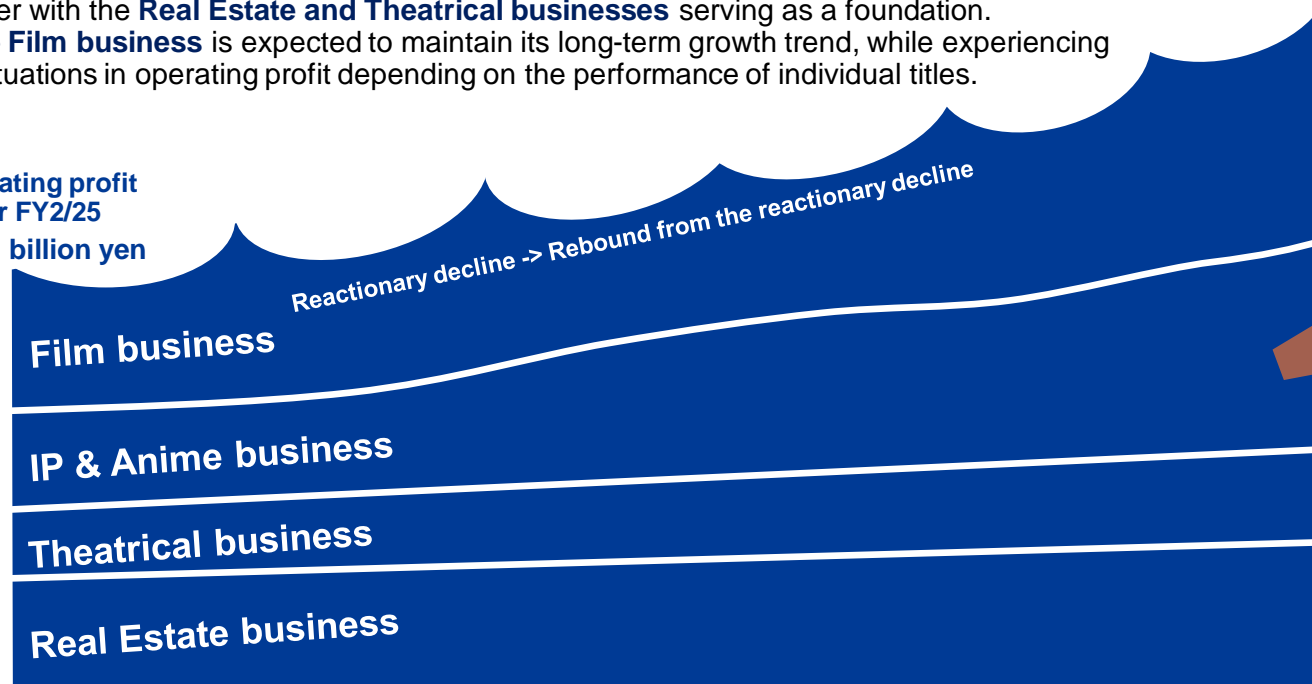 er with the Real Estate and Theatrical businesses serving as a foundation.
Film business is expected to maintain its long-term growth trend, while experiencing
tuations in operating profit depending on the performance of individual titles.
ating profit
r FY2/25
billion yen
Reactionary decline -> Rebound from the reactionary decline
Film business
IP & Anime business
Theatrical business
Real Estate business